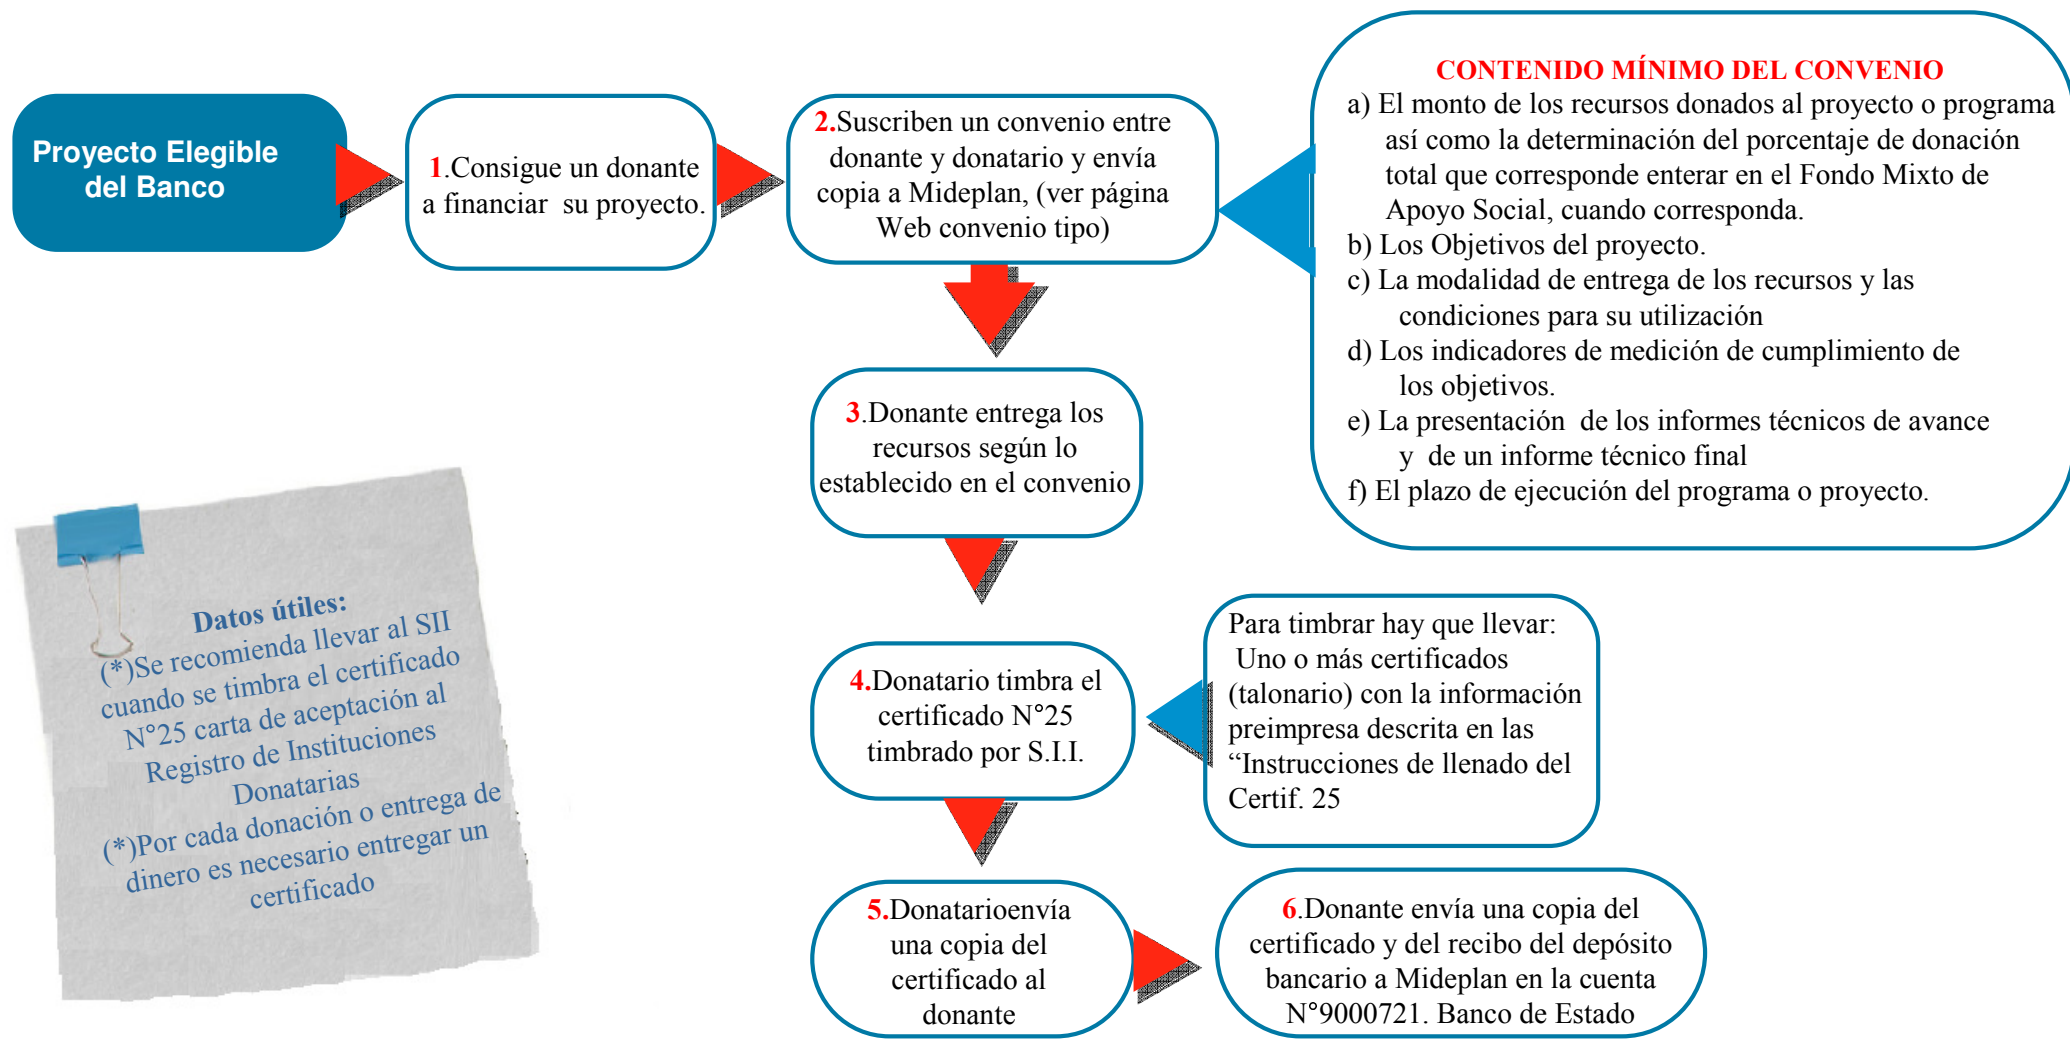 Proyecto Elegible
del Banco
1.Consigue un donante
a financiar su proyecto.
2.Suscriben un convenio entre
donante y donatario y envía
copia a Mideplan, (ver página
Web convenio tipo)
CONTENIDO MÍNIMO DEL CONVENIO
a) El monto de los recursos donados al proyecto o programa
así como la determinación del porcentaje de donación
total que corresponde enterar en el Fondo Mixto de
Apoyo Social, cuando corresponda.
b) Los Objetivos del proyecto.
c) La modalidad de entrega de los recursos y las
condiciones para su utilización
d) Los indicadores de medición de cumplimiento de
los objetivos.
e) La presentación de los informes técnicos de avance
y de un informe técnico final
f) El plazo de ejecución del programa o proyecto.
3.Donante entrega los
recursos según lo
establecido en el convenio
4.Donatario timbra el
certificado N°25
timbrado por S.I.I.
Para timbrar hay que llevar:
Uno o más certificados
(talonario) con la información
preimpresa descrita en las
“Instrucciones de llenado del
Certif. 25
5.Donatarioenvía
una copia del
certificado al
donante
6.Donante envía una copia del
certificado y del recibo del depósito
bancario a Mideplan en la cuenta
N°9000721. Banco de Estado
Datos útiles:
(*)Se recomienda llevar al SII
cuando se timbra el certificado
N°25 carta de aceptación al
Registro de Instituciones
Donatarias
(*)Por cada donación o entrega de
dinero es necesario entregar un
certificado